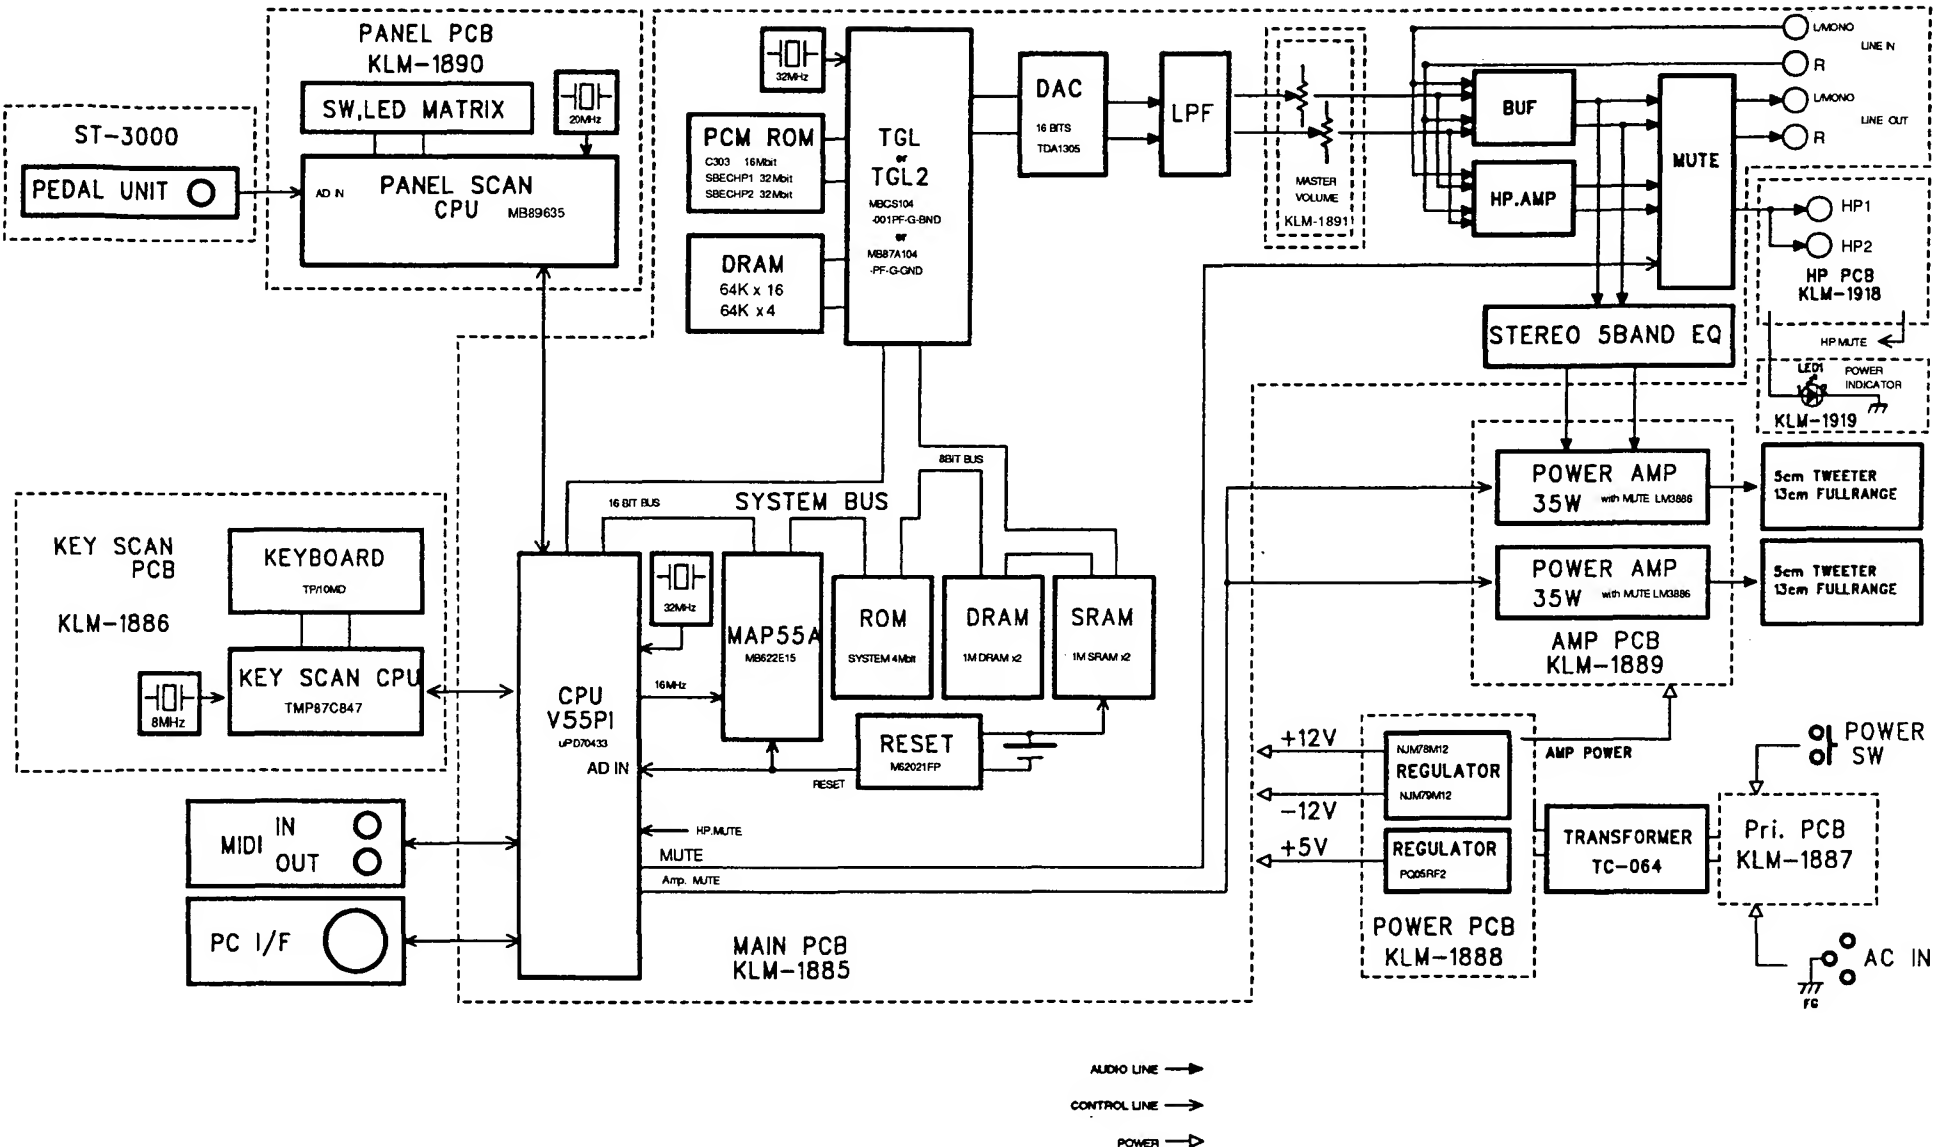 PANEL PCB
KLM-1890
SW,LED MATRIX
20MHz
PANEL SCAN
CPU
MB89635
AD IN
ST-3000
PEDAL UNIT
32MHz
PCM ROM
C303 16Mbit
SBECHP1 32Mbit
SBECHP2 32Mbit
DRAM
64K x 16
64K x 4
TGL
or
TGL2
MBCS104
-001PF-G-BND
or
MB87A104
-PF-G-GND
DAC
16 BITS
TDA1305
LPF
MASTER
VOLUME
KLM-1891
BUF
HP.AMP
MUTE
L/MONO
LINE IN
R
L/MONO
LINE OUT
R
HP1
HP2
HP PCB
KLM-1918
HP MUTE
LED1
POWER
INDICATOR
KLM-1919
STEREO 5BAND EQ
POWER AMP
35W with MUTE LM3886
POWER AMP
35W with MUTE LM3886
AMP PCB
KLM-1889
5cm TWEETER
13cm FULLRANGE
5cm TWEETER
13cm FULLRANGE
KEY SCAN
PCB
KLM-1886
KEYBOARD
TP/10MD
KEY SCAN CPU
TMP87C847
8MHz
MIDI
IN
OUT
PC I/F
16 BIT BUS
SYSTEM BUS
8BIT BUS
CPU
V55PI
uPD70433
AD IN
32MHz
16MHz
MAP55A
MB622E15
ROM
SYSTEM 4Mbit
DRAM
1M DRAM x2
SRAM
1M SRAM x2
RESET
M62021FP
RESET
HP.MUTE
MUTE
Amp. MUTE
MAIN PCB
KLM-1885
+12V
-12V
+5V
NJM78M12
REGULATOR
NJM79M12
REGULATOR
PQ05RF2
POWER PCB
KLM-1888
AMP POWER
TRANSFORMER
TC-064
Pri. PCB
KLM-1887
POWER
SW
AC IN
FG
AUDIO LINE
CONTROL LINE
POWER